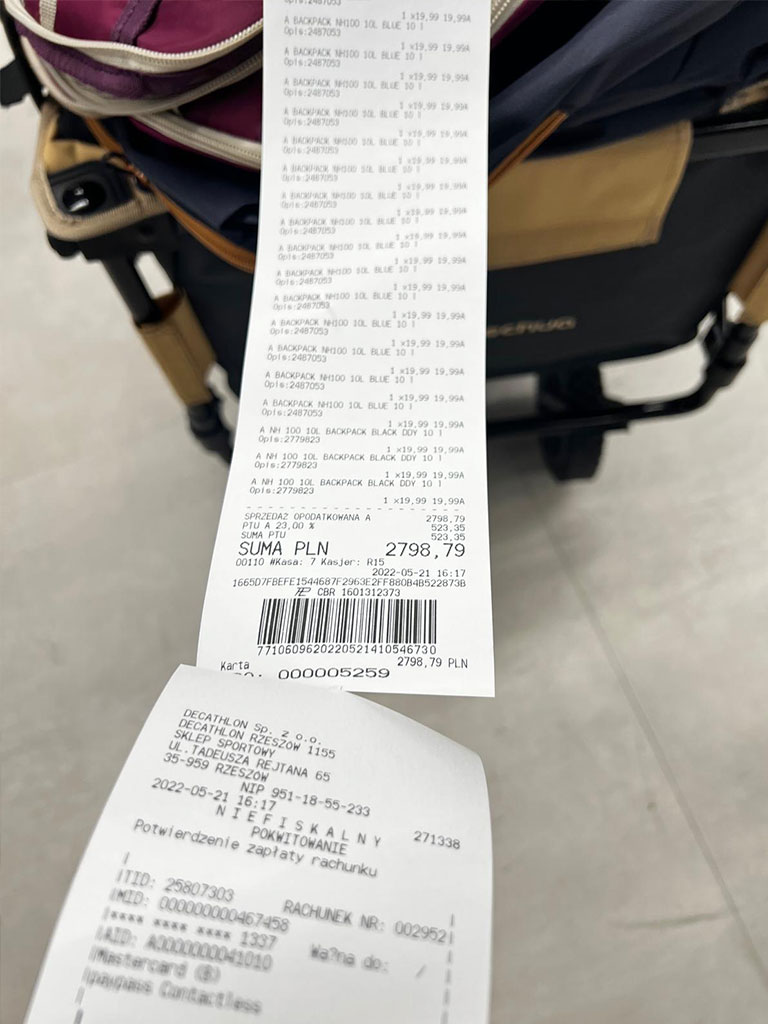 1 x19,99 19,99A
A BACKPACK NH100 10L BLUE 10 l
Opis:2487053
1 x19,99 19,99A
A BACKPACK NH100 10L BLUE 10 l
Opis:2487053
1 x19,99 19,99A
A BACKPACK NH100 10L BLUE 10 l
Opis:2487053
1 x19,99 19,99A
A BACKPACK NH100 10L BLUE 10 l
Opis:2487053
1 x19,99 19,99A
A BACKPACK NH100 10L BLUE 10 l
Opis:2487053
1 x19,99 19,99A
A BACKPACK NH100 10L BLUE 10 l
Opis:2487053
1 x19,99 19,99A
A BACKPACK NH100 10L BLUE 10 l
Opis:2487053
1 x19,99 19,99A
A BACKPACK NH100 10L BLUE 10 l
Opis:2487053
1 x19,99 19,99A
A BACKPACK NH100 10L BLUE 10 l
Opis:2487053
1 x19,99 19,99A
A BACKPACK NH100 10L BLUE 10 l
Opis:2487053
1 x19,99 19,99A
A BACKPACK NH100 10L BLUE 10 l
Opis:2487053
1 x19,99 19,99A
A BACKPACK NH100 10L BLUE 10 l
Opis:2487053
1 x19,99 19,99A
A BACKPACK NH100 10L BLUE 10 l
Opis:2487053
1 x19,99 19,99A
A BACKPACK NH100 10L BLUE 10 l
Opis:2487053
1 x19,99 19,99A
A NH 100 10L BACKPACK BLACK DDY 10 l
Opis:2779823
1 x19,99 19,99A
A NH 100 10L BACKPACK BLACK DDY 10 l
Opis:2779823
1 x19,99 19,99A
A NH 100 10L BACKPACK BLACK DDY 10 l
Opis:2779823
1 x19,99 19,99A
SPRZEDAŻ OPODATKOWANA A 2798,79
PTU A 23,00 % 523,35
SUMA PTU 523,35
SUMA PLN 2798,79
00110 #Kasa: 7 Kasjer: R15
2022-05-21 16:17
1665D7FBEFE1544687F2963E2FF880B4B522873B
CBR 1601312373
771060962022052141054673​0
Karta 2798,79 PLN
000005259
DECATHLON Sp. z o.o.
DECATHLON RZESZÓW 1155
SKLEP SPORTOWY
UL.TADEUSZA REJTANA 65
35-959 RZESZÓW
NIP 951-18-55-233
2022-05-21 16:17
NIEFISKALNY 271338
POKWITOWANIE
Potwierdzenie zapłaty rachunku
TID: 25807303
MID: 000000000467458 RACHUNEK NR: 002952
**** **** **** 1337
AID: A0000000041010 Wa?na do: /
Mastercard (B)
paypass Contactless